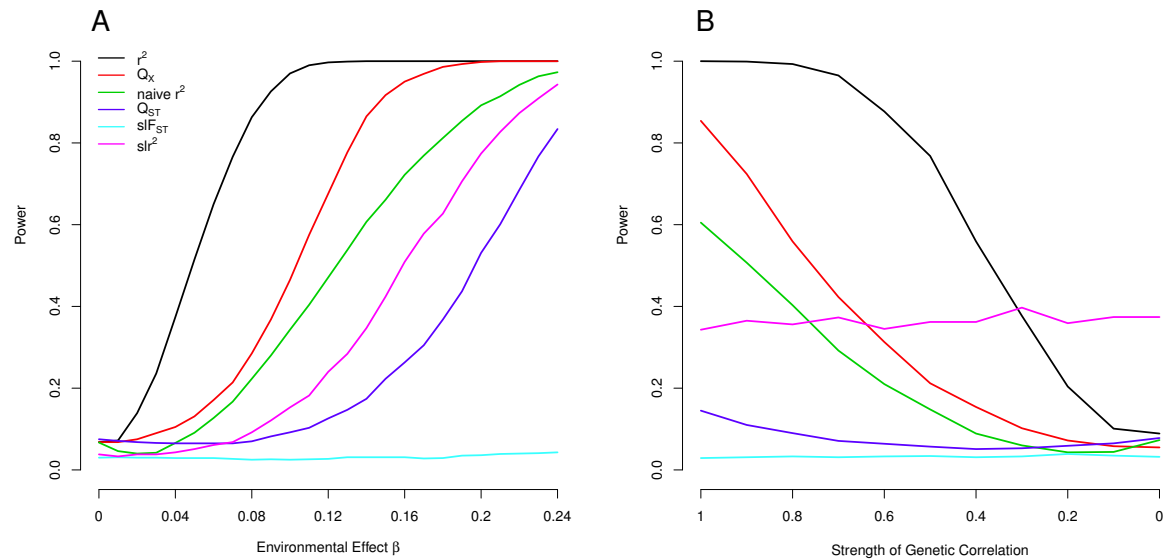 A
r²
Q_X
naive r²
Q_ST
slF_ST
slr²
Power
0.0
0.2
0.4
0.6
0.8
1.0
0
0.04
0.08
0.12
0.16
0.2
0.24
Environmental Effect β
B
Power
0.0
0.2
0.4
0.6
0.8
1.0
1
0.8
0.6
0.4
0.2
0
Strength of Genetic Correlation